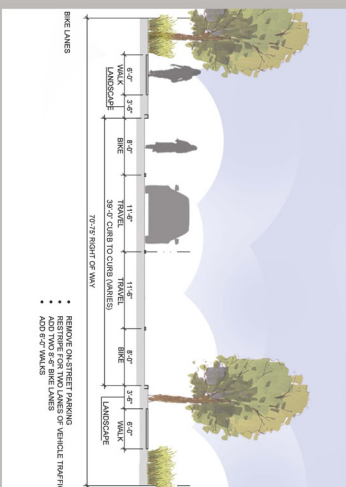 BIKE LANES
6'-0"
WALK
LANDSCAPE
3'-6"
8'-0"
BIKE
11'-6"
TRAVEL
11'-6"
TRAVEL
8'-0"
BIKE
3'-6"
LANDSCAPE
6'-0"
WALK
39'-0" CURB TO CURB (VARIES)
70'-75' RIGHT OF WAY
• REMOVE ON-STREET PARKING
• RESTRIPE FOR TWO LANES OF VEHICLE TRAFFI
• ADD TWO 8'-6" BIKE LANES
• ADD 6'-0" WALKS